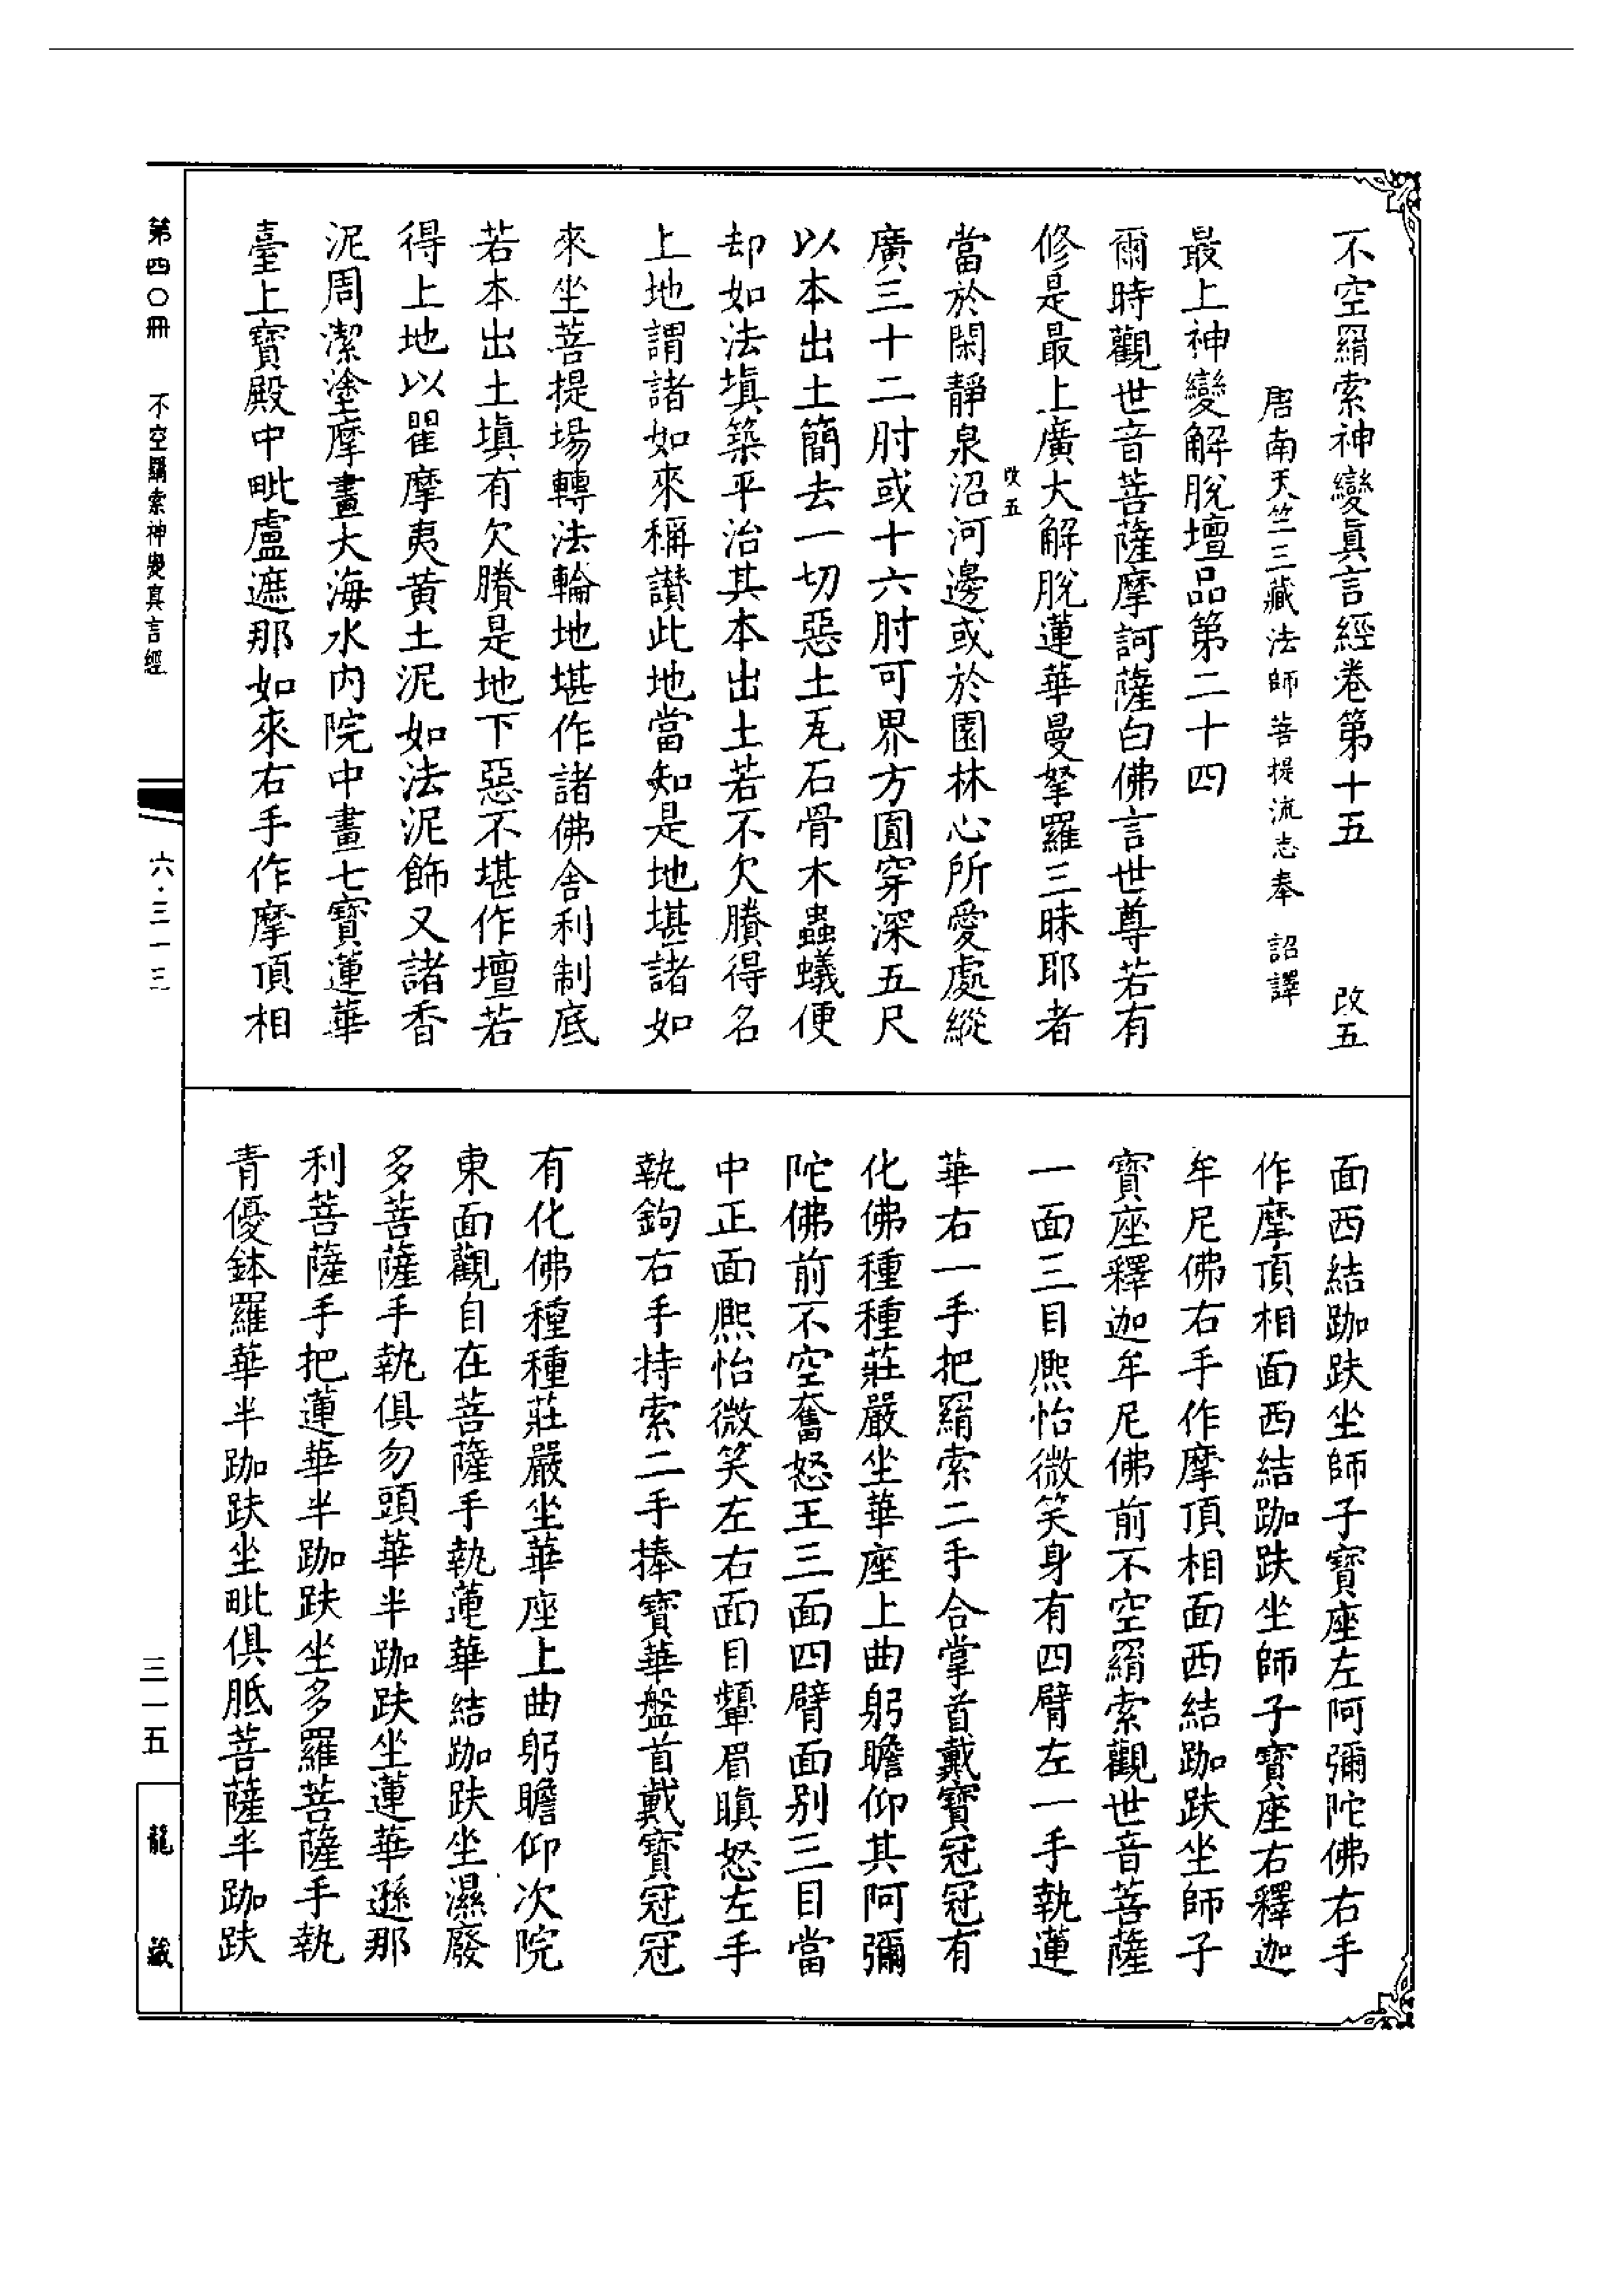 不空羂索神變真言經卷第十五　改五
唐南天竺三藏法師菩提流志奉　詔譯
最上神變解脫壇品第二十四
爾時觀世音菩薩摩訶薩白佛言世尊若有
修是最上廣大解脫蓮華曼拏羅三昧耶者
改五
當於閑靜泉沼河邊或於園林心所愛處縱
廣三十二肘或十六肘可界方圓穿深五尺
以本出土簡去一切惡土瓦石骨木蟲蟻便
却如法填築平治其本出土若不欠賸得名
上地謂諸如來稱讚此地當知是地堪諸如
來坐菩提場轉法輪地堪作諸佛舍利制底
若本出土填有欠賸是地下惡不堪作壇若
得上地以瞿摩夷黃土泥如法泥飾又諸香
泥周潔塗摩畫大海水內院中畫七寶蓮華
臺上寶殿中毗盧遮那如來右手作摩頂相
面西結跏趺坐師子寶座左阿彌陀佛右手
作摩頂相面西結跏趺坐師子寶座右釋迦
牟尼佛右手作摩頂相面西結跏趺坐師子
寶座釋迦牟尼佛前不空羂索觀世音菩薩
一面三目熙怡微笑身有四臂左一手執蓮
華右一手把羂索二手合掌首戴寶冠冠有
化佛種種莊嚴坐華座上曲躬瞻仰其阿彌
陀佛前不空奮怒王三面四臂面別三目當
中正面熙怡微笑左右面目顰眉瞋怒左手
執鉤右手持索二手捧寶華盤首戴寶冠冠
有化佛種種莊嚴坐華座上曲躬瞻仰次院
東面觀自在菩薩手執蓮華結跏趺坐濕廢
多菩薩手執俱勿頭華半跏趺坐蓮華遜那
利菩薩手把蓮華半跏趺坐多羅菩薩手執
青優鉢羅華半跏趺坐毗俱胝菩薩半跏趺
第四〇冊　不空羂索神變真言經
六·三一三
三一五
龍藏